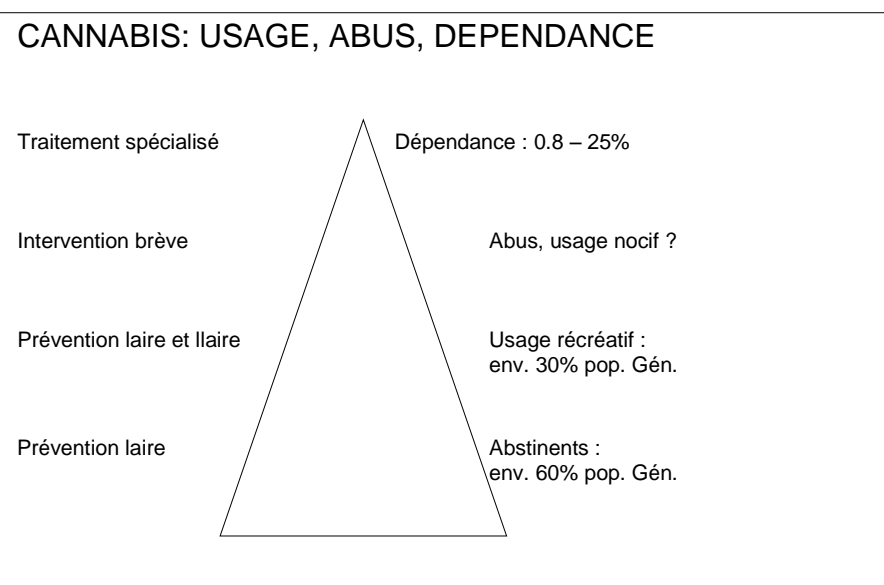 CANNABIS: USAGE, ABUS, DEPENDANCE
Traitement spécialisé
Dépendance : 0.8 – 25%
Intervention brève
Abus, usage nocif ?
Prévention Iaire et IIaire
Usage récréatif :
env. 30% pop. Gén.
Prévention Iaire
Abstinents :
env. 60% pop. Gén.